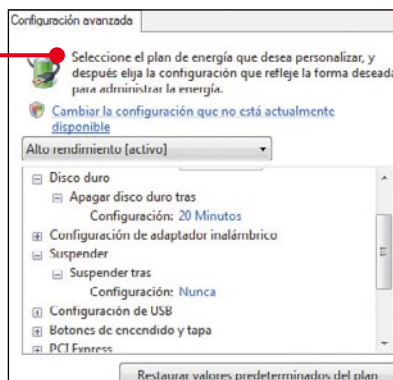 Configuración avanzada
Seleccione el plan de energía que desea personalizar, y
después elija la configuración que refleje la forma deseada
para administrar la energía.
Cambiar la configuración que no está actualmente
disponible
Alto rendimiento [activo]
Disco duro
Apagar disco duro tras
Configuración: 20 Minutos
Configuración de adaptador inalámbrico
Suspender
Suspender tras
Configuración: Nunca
Configuración de USB
Botones de encendido y tapa
PCI Express
Restaurar valores predeterminados del plan